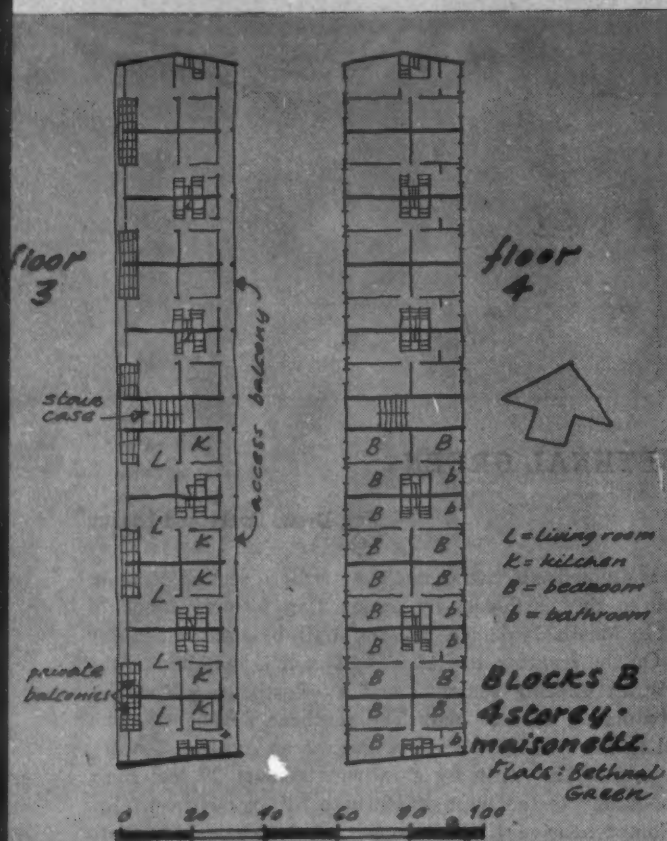 floor
3
floor
4
access balcony
stair
case
L K
B B
B b
L K
L K
B B
B B
B b
B b
L K
L K
B B
B B
B b
L = living room
K = kitchen
B = bedroom
b = bathroom
private
balconies
BLOCKS B
4 storey
maisonette
Flats: Bethnal
Green
0 20 40 60 80 100